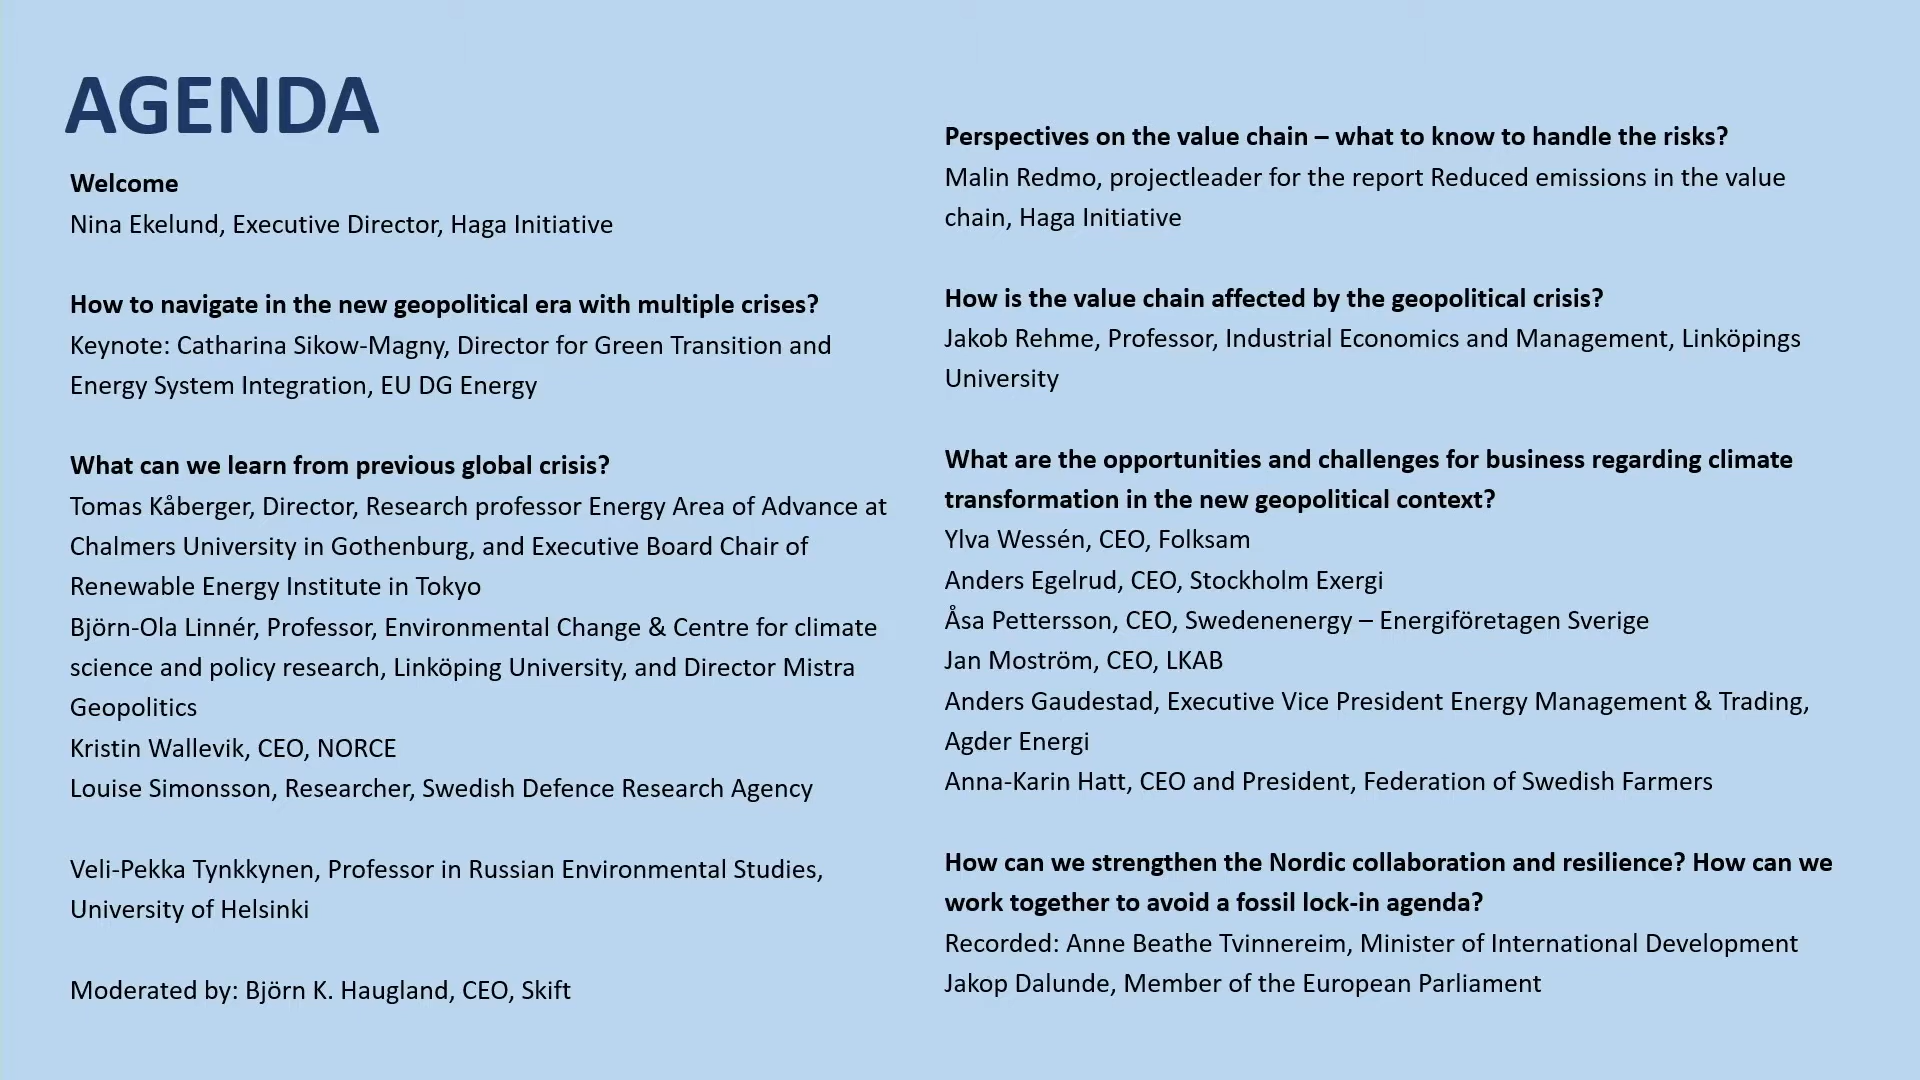 AGENDA
Welcome
Nina Ekelund, Executive Director, Haga Initiative
How to navigate in the new geopolitical era with multiple crises?
Keynote: Catharina Sikow-Magny, Director for Green Transition and
Energy System Integration, EU DG Energy
What can we learn from previous global crisis?
Tomas Kåberger, Director, Research professor Energy Area of Advance at
Chalmers University in Gothenburg, and Executive Board Chair of
Renewable Energy Institute in Tokyo
Björn-Ola Linnér, Professor, Environmental Change & Centre for climate
science and policy research, Linköping University, and Director Mistra
Geopolitics
Kristin Wallevik, CEO, NORCE
Louise Simonsson, Researcher, Swedish Defence Research Agency
Veli-Pekka Tynkkynen, Professor in Russian Environmental Studies,
University of Helsinki
Moderated by: Björn K. Haugland, CEO, Skift
Perspectives on the value chain – what to know to handle the risks?
Malin Redmo, projectleader for the report Reduced emissions in the value
chain, Haga Initiative
How is the value chain affected by the geopolitical crisis?
Jakob Rehme, Professor, Industrial Economics and Management, Linköpings
University
What are the opportunities and challenges for business regarding climate
transformation in the new geopolitical context?
Ylva Wessén, CEO, Folksam
Anders Egelrud, CEO, Stockholm Exergi
Åsa Pettersson, CEO, Swedenenergy – Energiföretagen Sverige
Jan Moström, CEO, LKAB
Anders Gaudestad, Executive Vice President Energy Management & Trading,
Agder Energi
Anna-Karin Hatt, CEO and President, Federation of Swedish Farmers
How can we strengthen the Nordic collaboration and resilience? How can we
work together to avoid a fossil lock-in agenda?
Recorded: Anne Beathe Tvinnereim, Minister of International Development
Jakop Dalunde, Member of the European Parliament